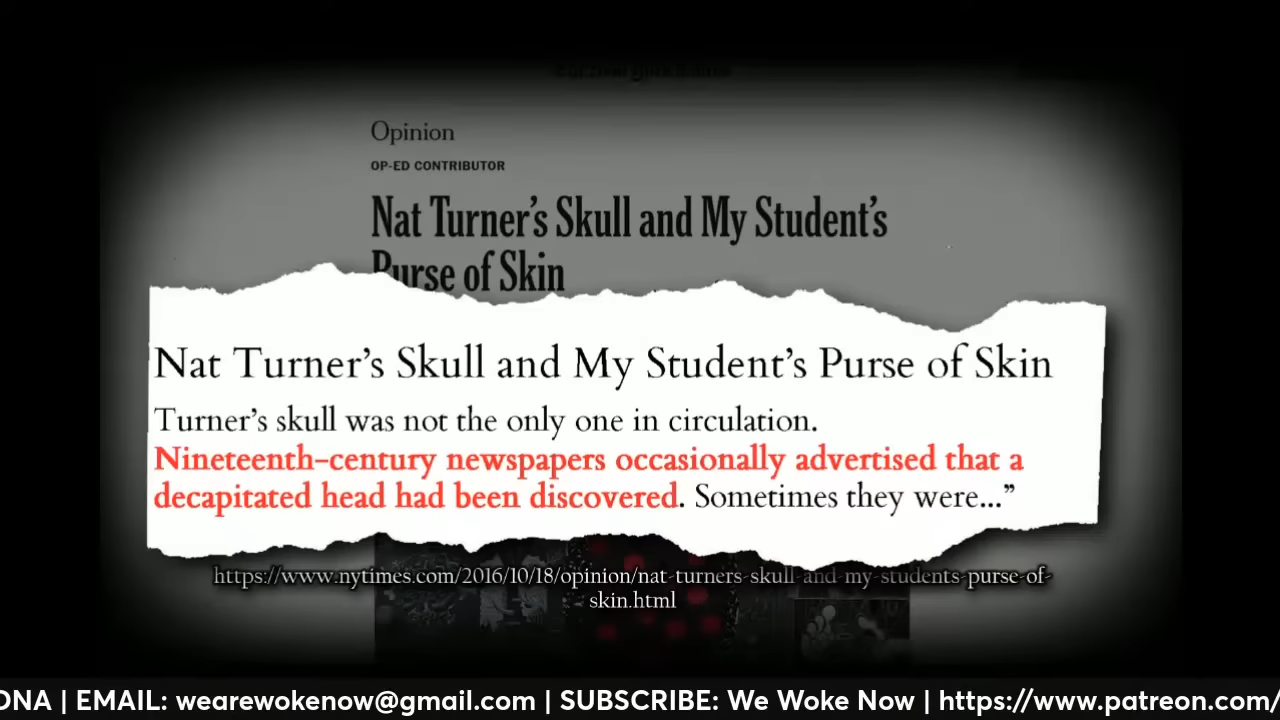 Opinion
OP-ED CONTRIBUTOR
Nat Turner's Skull and My Student's
Purse of Skin
Nat Turner's Skull and My Student's Purse of Skin
Turner's skull was not the only one in circulation.
Nineteenth-century newspapers occasionally advertised that a
decapitated head had been discovered. Sometimes they were..."
https://www.nytimes.com/2016/10/18/opinion/nat-turners-skull-and-my-students-purse-of-
skin.html
DNA | EMAIL: wearewokenow@gmail.com | SUBSCRIBE: We Woke Now | https://www.patreon.com/